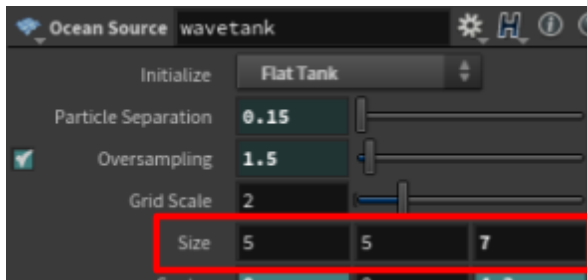 Ocean Source wavetank
Initialize Flat Tank
Particle Separation 0.15
Oversampling 1.5
Grid Scale 2
Size 5 5 7